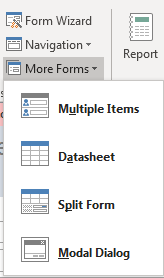 Form Wizard
Navigation
More Forms
Report
Multiple Items
Datasheet
Split Form
Modal Dialog